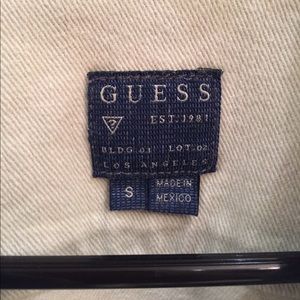 GUESS
EST. 1981
?
BLDG.01 LOT.02
LOS ANGELES
S
MADE IN
MEXICO